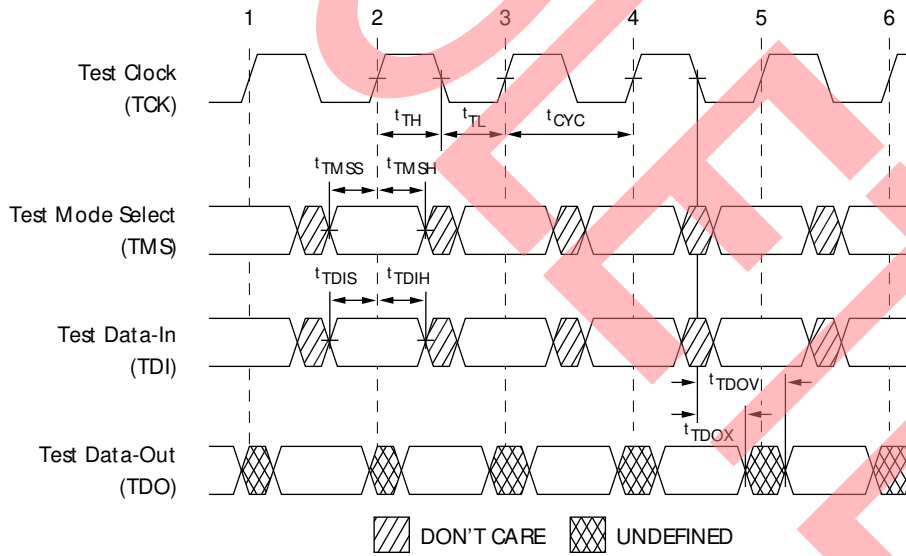 1 2 3 4 5 6
Test Clock
(TCK)
tTH tTL tCYC
tTMSS tTMSH
Test Mode Select
(TMS)
tTDIS tTDIH
Test Data-In
(TDI)
tTDOV
tTDOX
Test Data-Out
(TDO)
DON'T CARE UNDEFINED